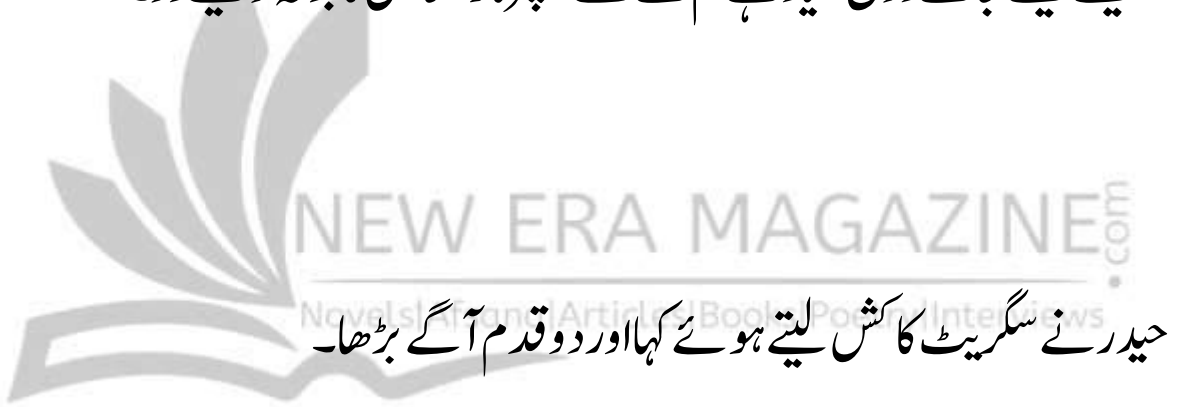 NEW ERA MAGAZINE.com
Novels|Afsana|Articles|Books|Poetry|Interviews
حیدر نے سگریٹ کا کش لیتے ہوئے کہا اور دو قدم آگے بڑھا۔